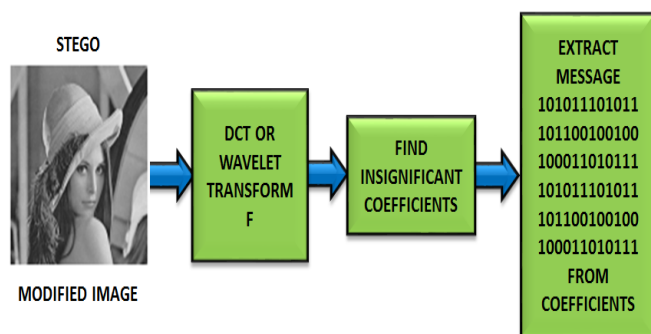 STEGO
MODIFIED IMAGE
DCT OR
WAVELET
TRANSFORM
F
FIND
INSIGNIFICANT
COEFFICIENTS
EXTRACT
MESSAGE
101011101011
101100100100
100011010111
101011101011
101100100100
100011010111
FROM
COEFFICIENTS